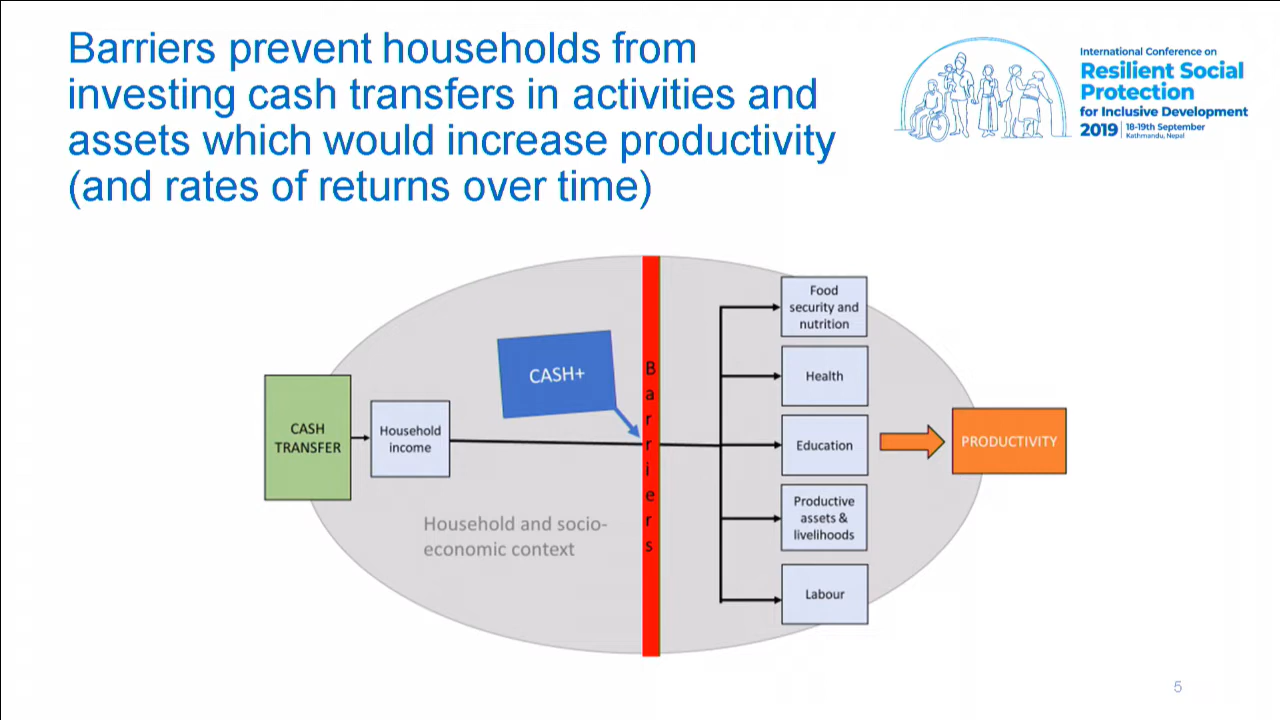 Barriers prevent households from
investing cash transfers in activities and
assets which would increase productivity
(and rates of returns over time)
International Conference on
Resilient Social
Protection
for Inclusive Development
2019 | 18-19th September
Kathmandu, Nepal
CASH
TRANSFER
Household
income
CASH+
Barriers
Household and socio-
economic context
Food
security and
nutrition
Health
Education
Productive
assets &
livelihoods
Labour
PRODUCTIVITY
5